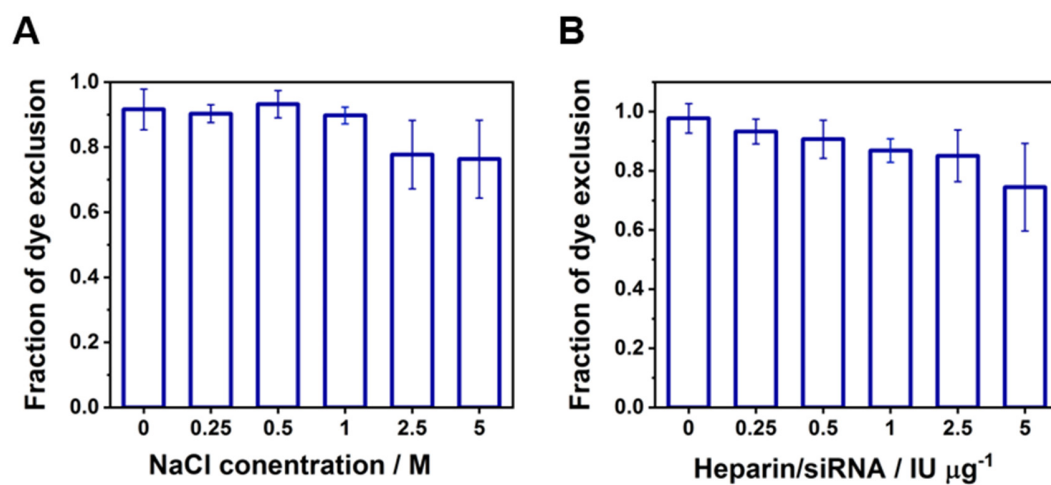 A
Fraction of dye exclusion
1.0
0.8
0.6
0.4
0.2
0.0
0 0.25 0.5 1 2.5 5
NaCl conentration / M
B
Fraction of dye exclusion
1.0
0.8
0.6
0.4
0.2
0.0
0 0.25 0.5 1 2.5 5
Heparin/siRNA / IU μg⁻¹